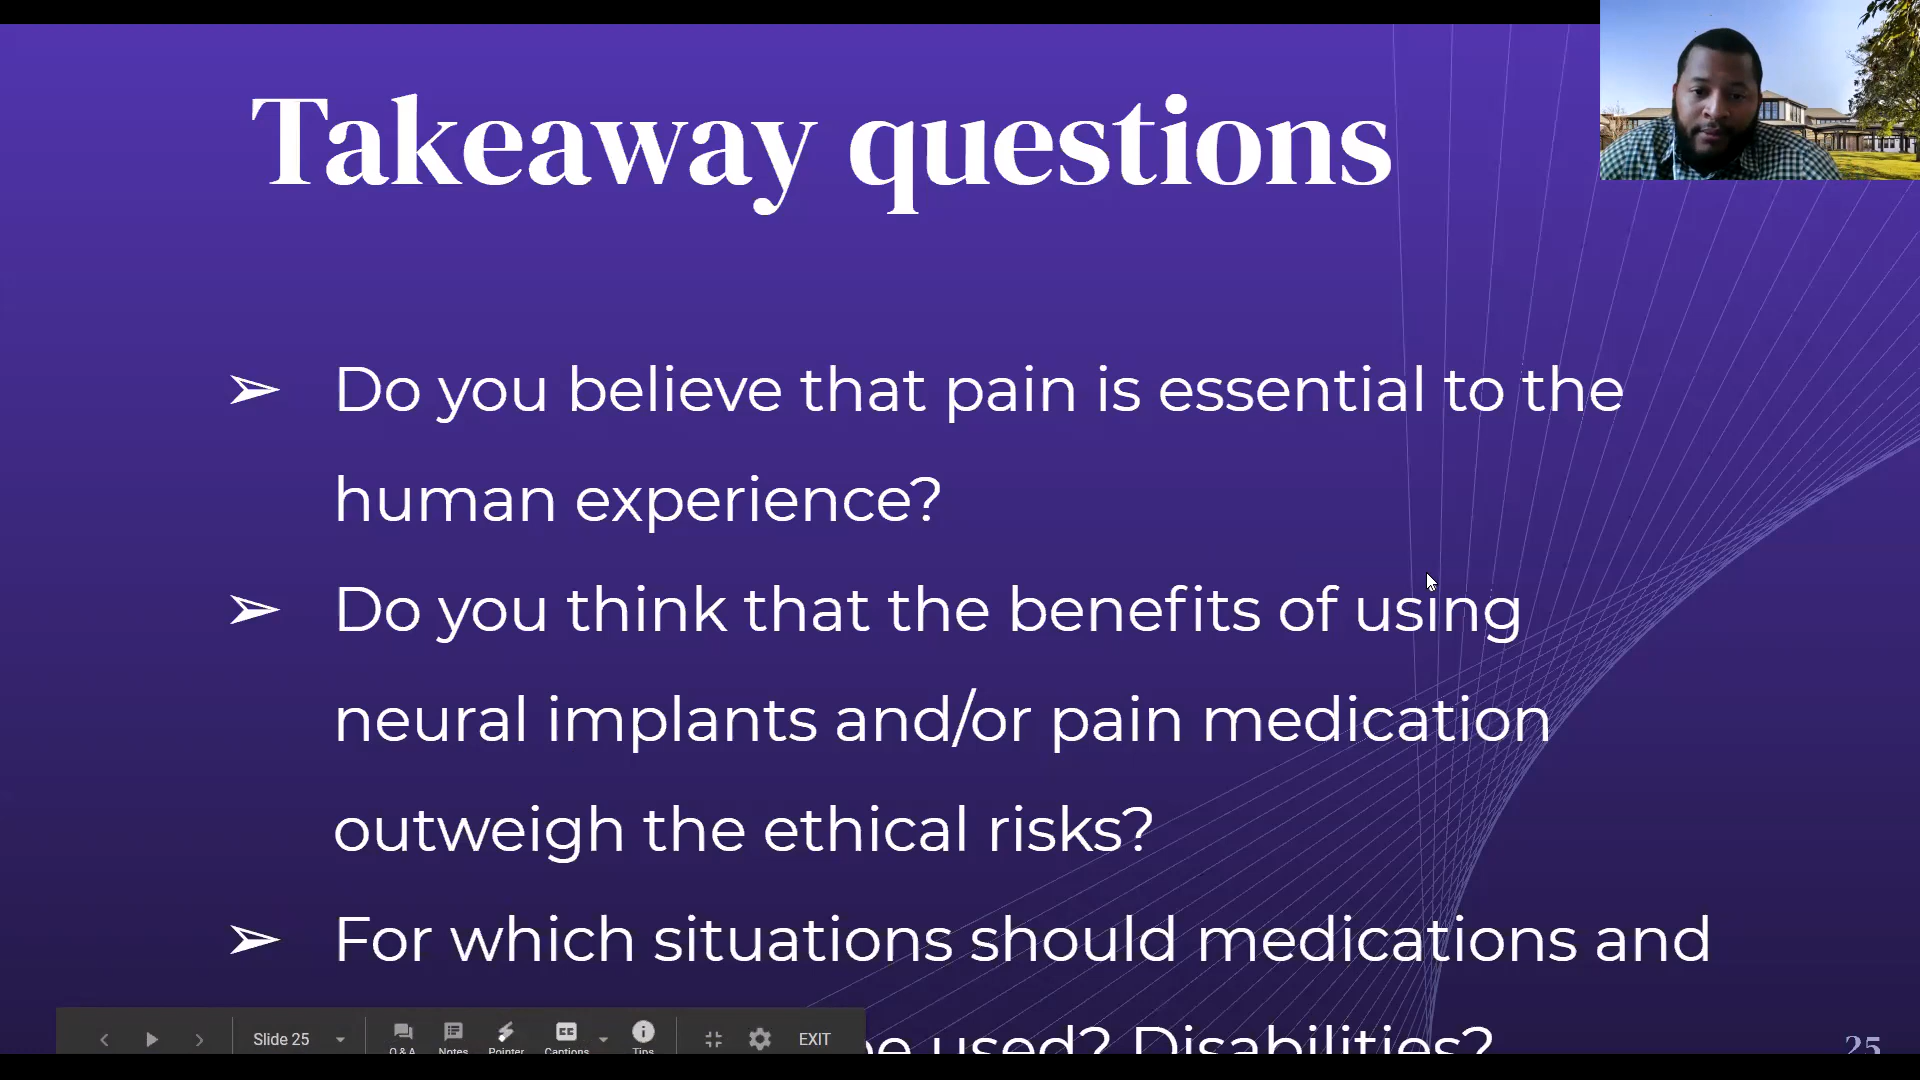 Takeaway questions
➢ Do you believe that pain is essential to the
human experience?
➢ Do you think that the benefits of using
neural implants and/or pain medication
outweigh the ethical risks?
➢ For which situations should medications and
be used? Disabilities?
Slide 25
Q & A Notes Pointer Captions Tips
EXIT
25